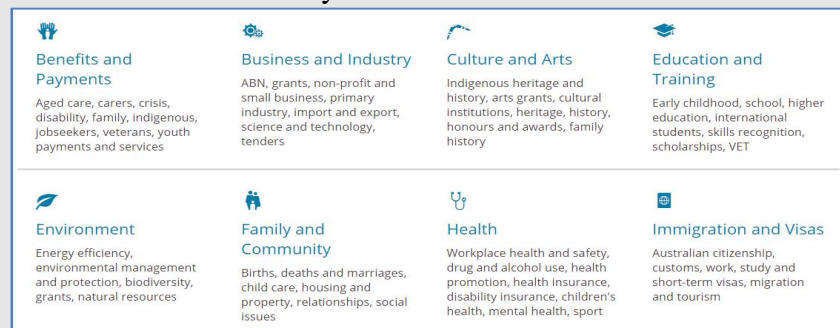 Benefits and
Payments
Aged care, carers, crisis,
disability, family, indigenous,
jobseekers, veterans, youth
payments and services
Business and Industry
ABN, grants, non-profit and
small business, primary
industry, import and export,
science and technology,
tenders
Culture and Arts
Indigenous heritage and
history, arts grants, cultural
institutions, heritage, history,
honours and awards, family
history
Education and
Training
Early childhood, school, higher
education, international
students, skills recognition,
scholarships, VET
Environment
Energy efficiency,
environmental management
and protection, biodiversity,
grants, natural resources
Family and
Community
Births, deaths and marriages,
child care, housing and
property, relationships, social
issues
Health
Workplace health and safety,
drug and alcohol use, health
promotion, health insurance,
disability insurance, children's
health, mental health, sport
Immigration and Visas
Australian citizenship,
customs, work, study and
short-term visas, migration
and tourism